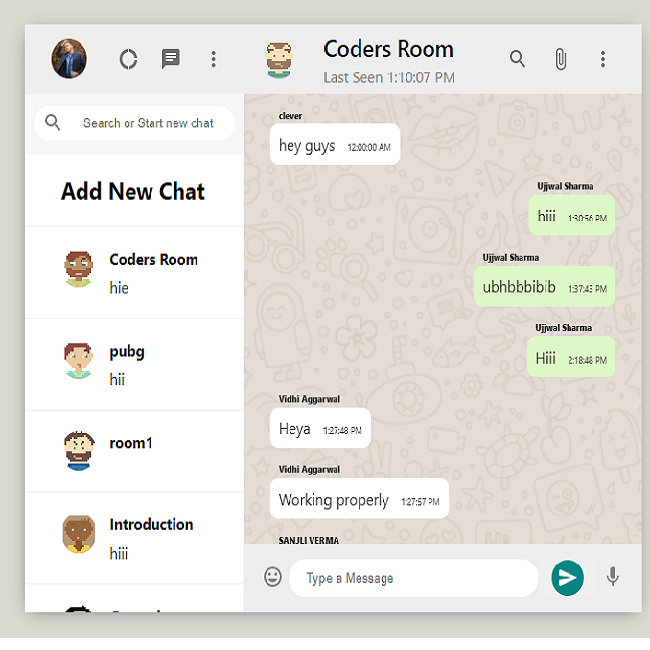 Coders Room
Last Seen 1:10:07 PM
Search or Start new chat
Add New Chat
Coders Room
hie
pubg
hii
room1
Introduction
hiii
clever
hey guys 12:00:00 AM
Ujjwal Sharma
hiii 1:30:56 PM
Ujjwal Sharma
ubhbbbibib 1:37:43 PM
Ujjwal Sharma
Hiii 2:18:48 PM
Vidhi Aggarwal
Heya 1:27:48 PM
Vidhi Aggarwal
Working properly 1:27:57 PM
SANJLI VERMA
Type a Message